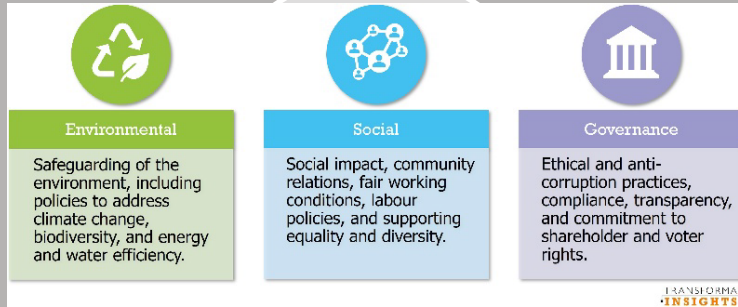 Environmental
Safeguarding of the
environment, including
policies to address
climate change,
biodiversity, and energy
and water efficiency.
Social
Social impact, community
relations, fair working
conditions, labour
policies, and supporting
equality and diversity.
Governance
Ethical and anti-
corruption practices,
compliance, transparency,
and commitment to
shareholder and voter
rights.
TRANSFORMA
INSIGHTS